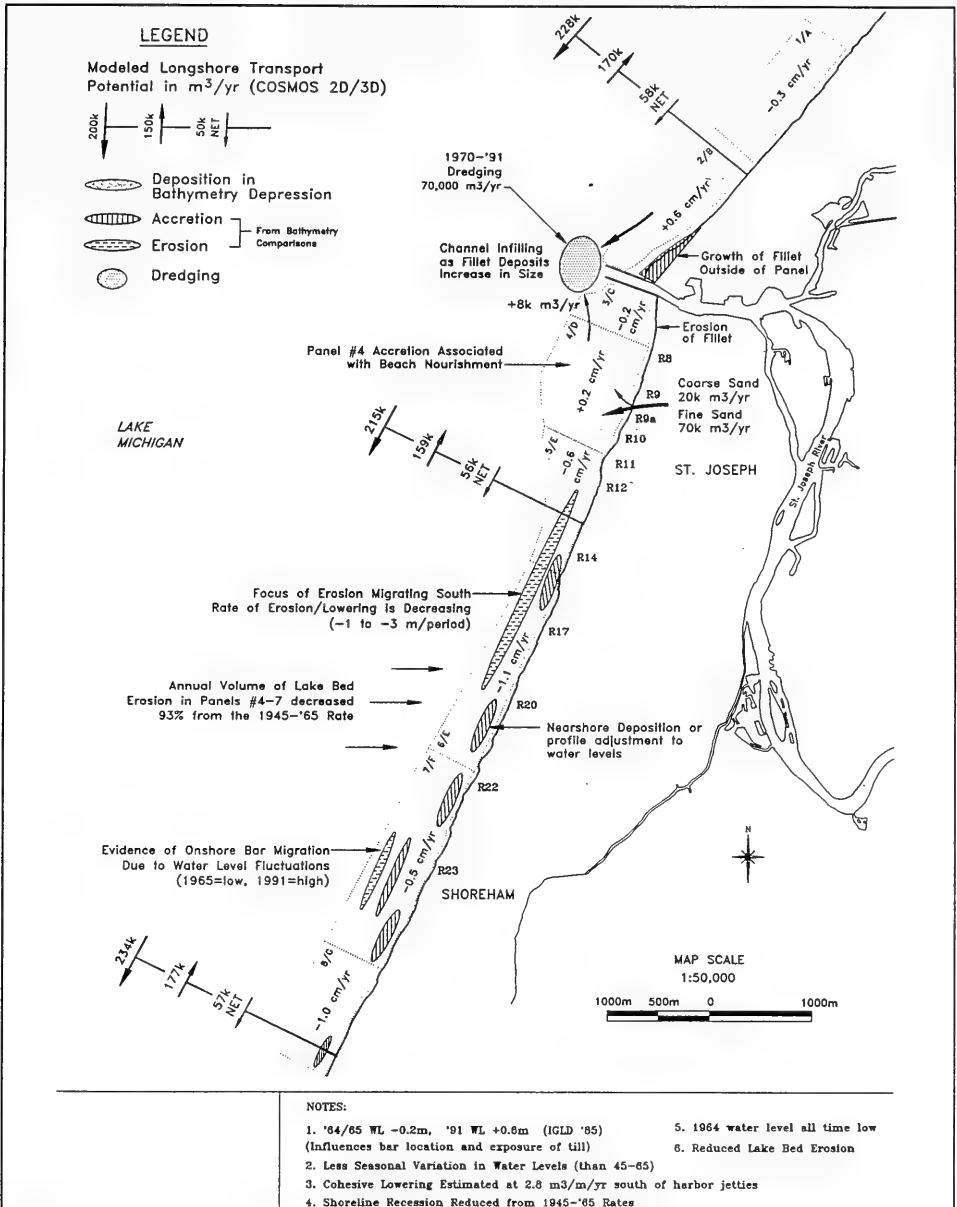 LEGEND
Modeled Longshore Transport
Potential in m³/yr (COSMOS 2D/3D)
200k
150k
50k
NET
Deposition in
Bathymetry Depression
Accretion
Erosion
From Bathymetry
Comparisons
Dredging
228k
170k
58k
NET
1/A
-0.3 cm/yr
2/B
+0.6 cm/yr
1970-'91
Dredging
70,000 m3/yr
Channel Infilling
as Fillet Deposits
Increase in Size
Growth of Fillet
Outside of Panel
+8k m3/yr
3/C
-0.2
cm/yr
Erosion
of Fillet
4/D
Panel #4 Accretion Associated
with Beach Nourishment
+0.2 cm/yr
R8
R9
R9a
R10
Coarse Sand
20k m3/yr
Fine Sand
70k m3/yr
LAKE
MICHIGAN
215k
159k
56k
NET
5/E
-0.6
cm/yr
R11
R12
ST. JOSEPH
St. Joseph River
R14
Focus of Erosion Migrating South
Rate of Erosion/Lowering is Decreasing
(-1 to -3 m/period)
R17
-1.1 cm/yr
Annual Volume of Lake Bed
Erosion in Panels #4-7 decreased
93% from the 1945-'65 Rate
R20
6/E
7/F
Nearshore Deposition or
profile adjustment to
water levels
R22
Evidence of Onshore Bar Migration
Due to Water Level Fluctuations
(1965=low, 1991=high)
-0.5 cm/yr
R23
SHOREHAM
N
8/G
234k
177k
57k
NET
-1.0 cm/yr
MAP SCALE
1:50,000
1000m 500m 0 1000m
NOTES:
1. '64/65 WL -0.2m, '91 WL +0.6m (IGLD '85)
(Influences bar location and exposure of till)
2. Less Seasonal Variation in Water Levels (than 45-65)
3. Cohesive Lowering Estimated at 2.8 m3/m/yr south of harbor jetties
4. Shoreline Recession Reduced from 1945-'65 Rates
5. 1964 water level all time low
6. Reduced Lake Bed Erosion